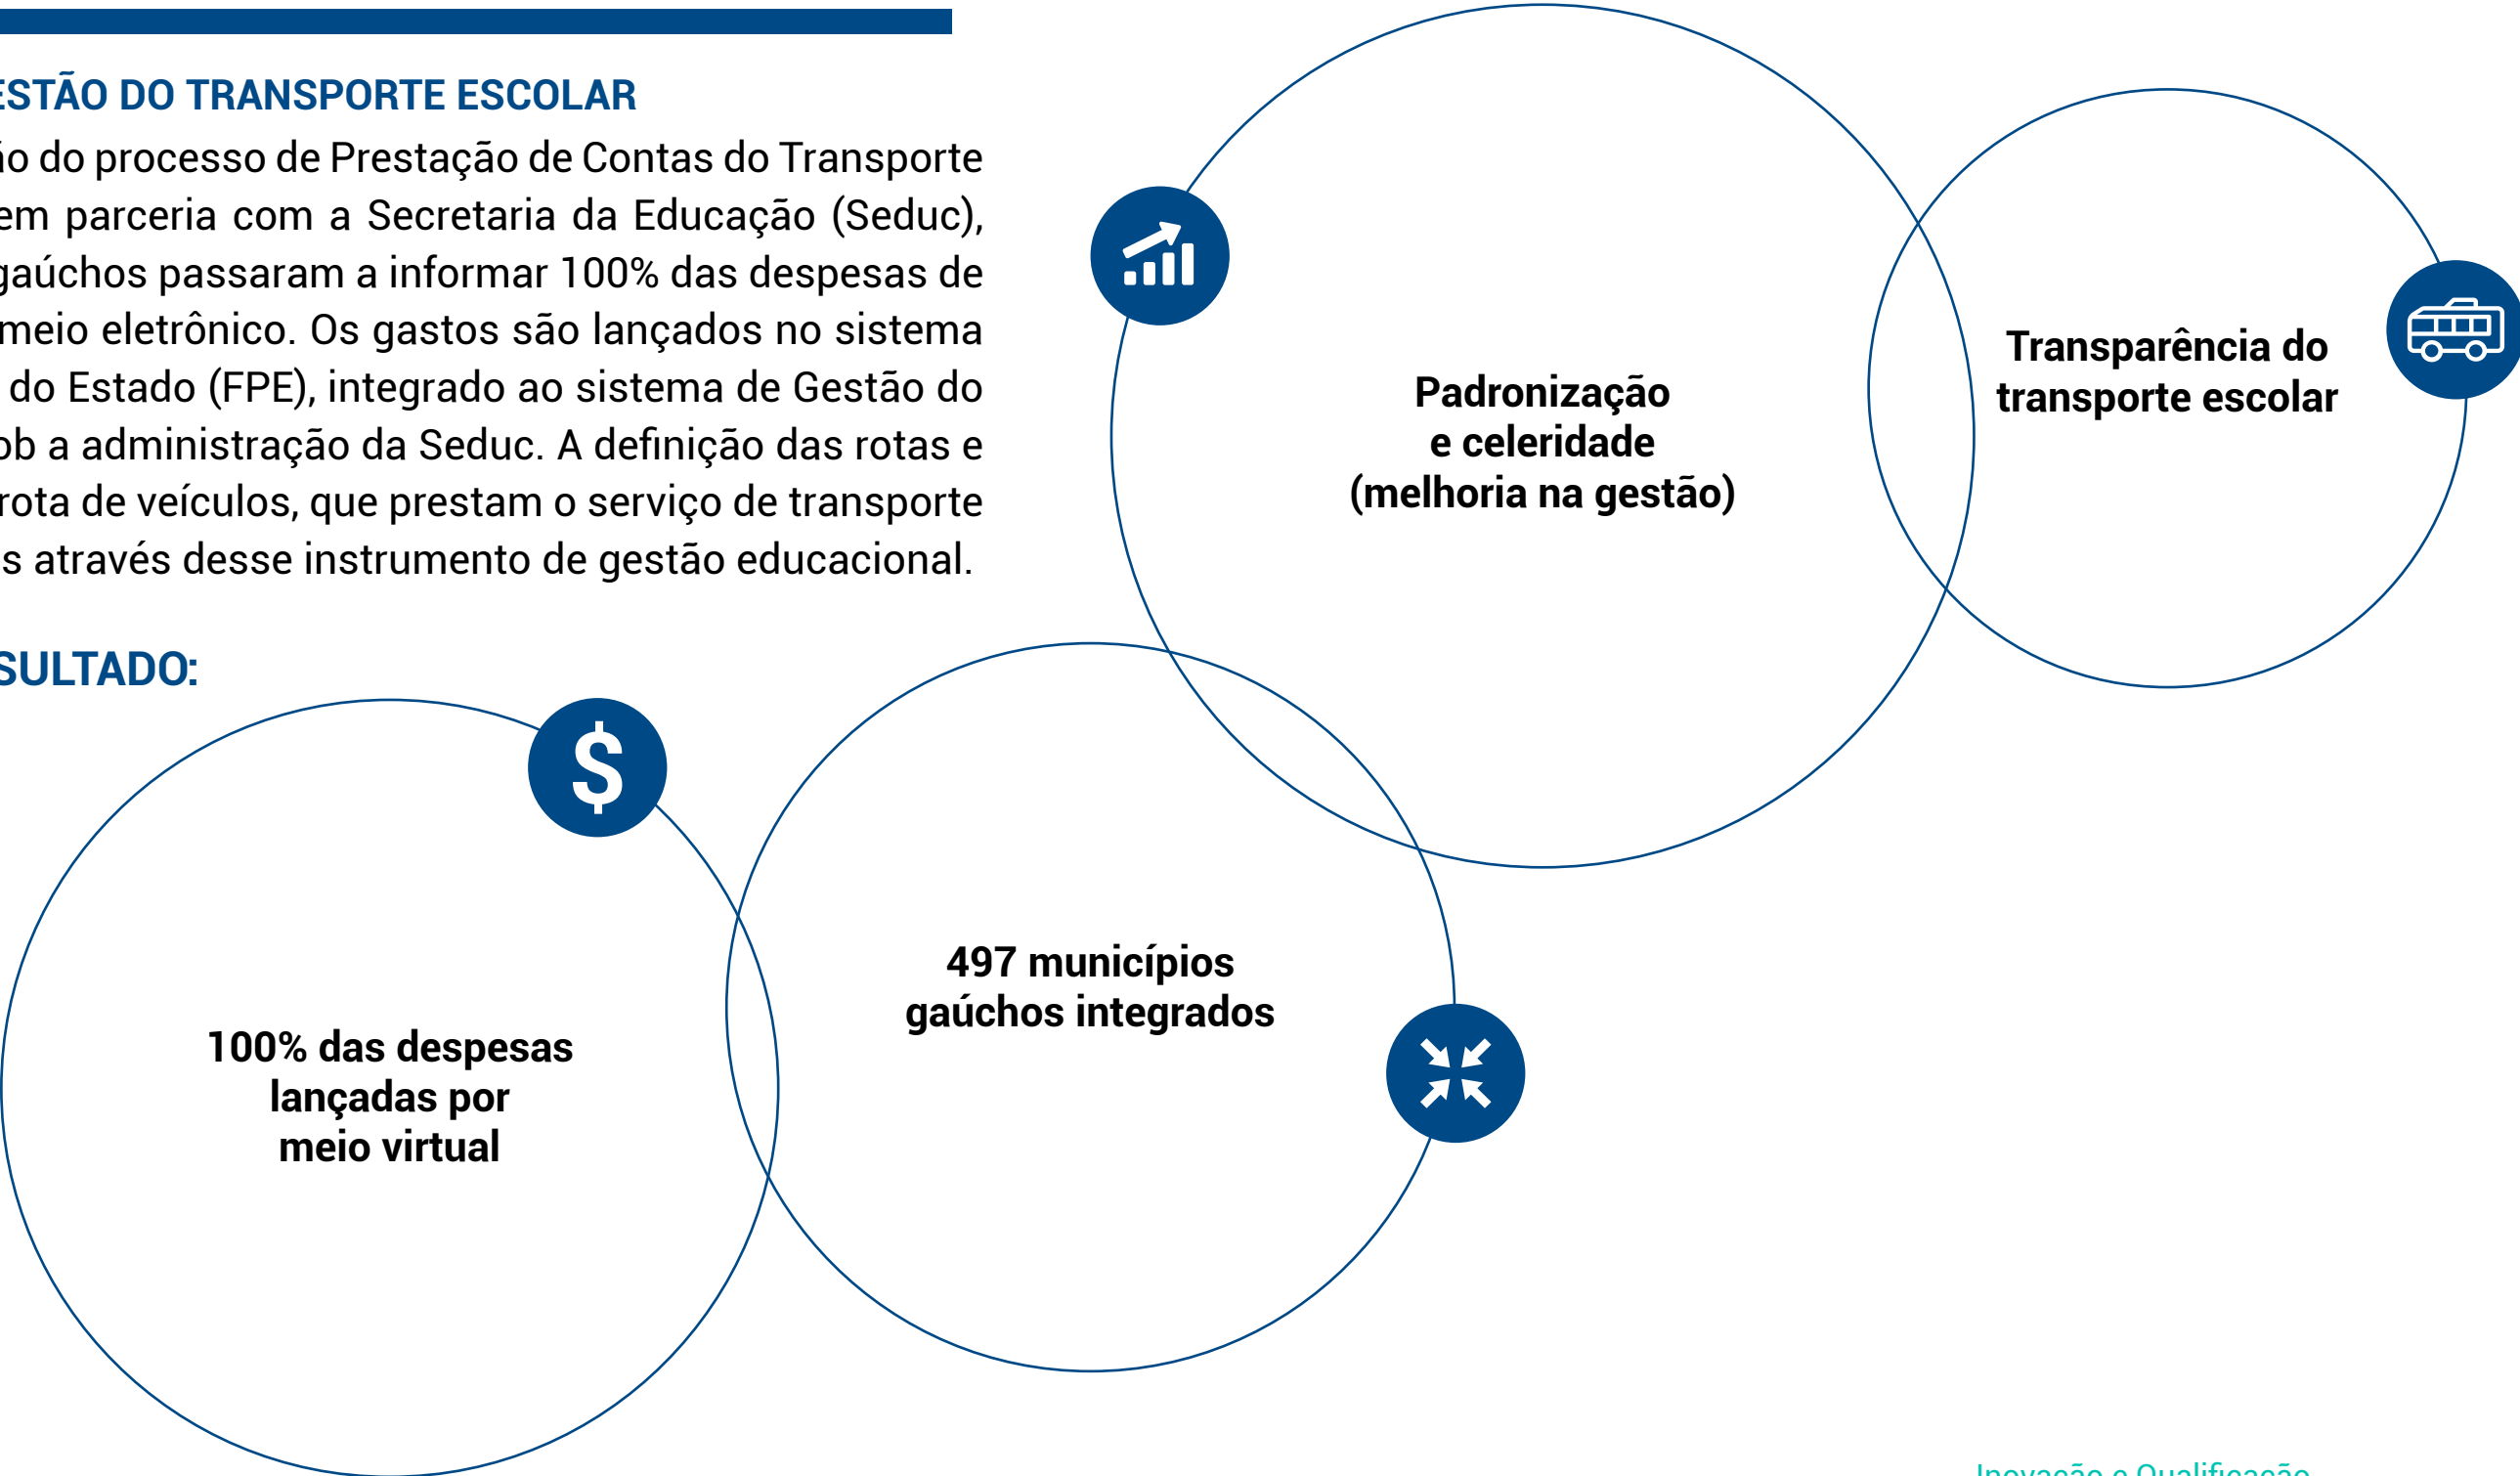 ESTÃO DO TRANSPORTE ESCOLAR
ão do processo de Prestação de Contas do Transporte
em parceria com a Secretaria da Educação (Seduc),
gaúchos passaram a informar 100% das despesas de
meio eletrônico. Os gastos são lançados no sistema
do Estado (FPE), integrado ao sistema de Gestão do
ob a administração da Seduc. A definição das rotas e
rota de veículos, que prestam o serviço de transporte
s através desse instrumento de gestão educacional.
SULTADO:
Padronização
e celeridade
(melhoria na gestão)
Transparência do
transporte escolar
$
497 municípios
gaúchos integrados
100% das despesas
lançadas por
meio virtual
Inovação e Qualificação